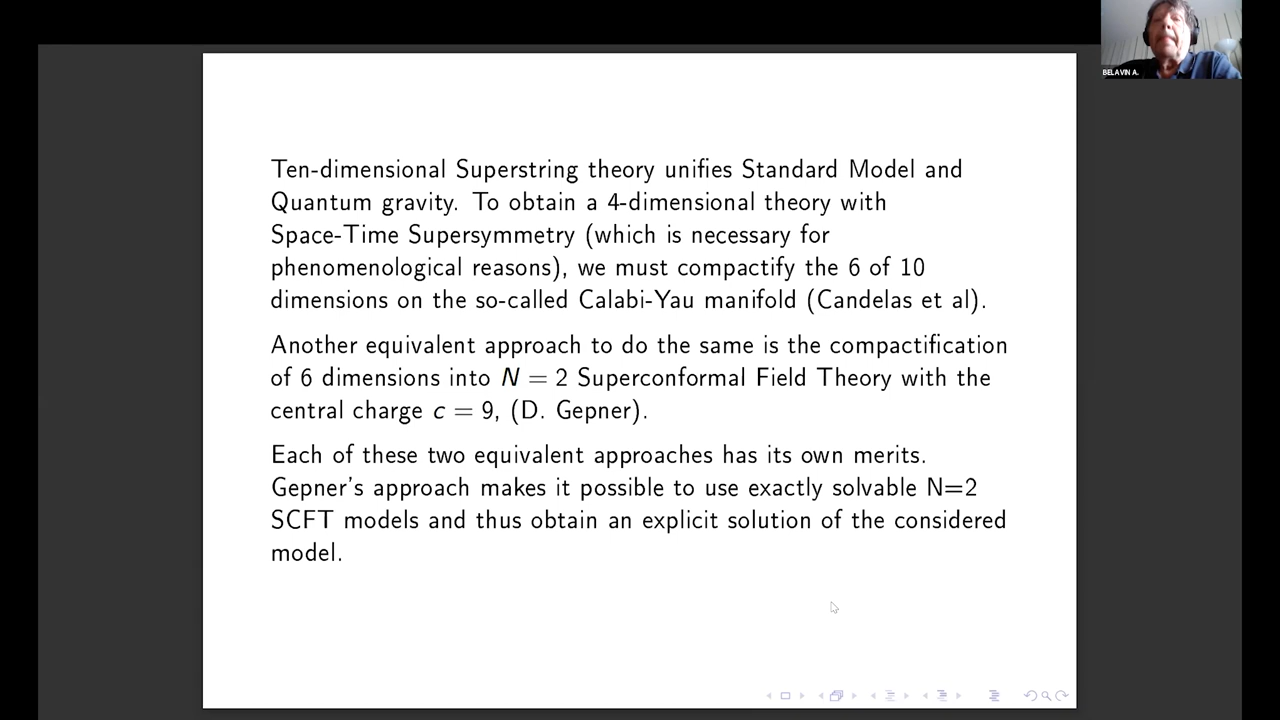 BELAVIN A.
Ten-dimensional Superstring theory unifies Standard Model and
Quantum gravity. To obtain a 4-dimensional theory with
Space-Time Supersymmetry (which is necessary for
phenomenological reasons), we must compactify the 6 of 10
dimensions on the so-called Calabi-Yau manifold (Candelas et al).
Another equivalent approach to do the same is the compactification
of 6 dimensions into N = 2 Superconformal Field Theory with the
central charge c = 9, (D. Gepner).
Each of these two equivalent approaches has its own merits.
Gepner's approach makes it possible to use exactly solvable N=2
SCFT models and thus obtain an explicit solution of the considered
model.